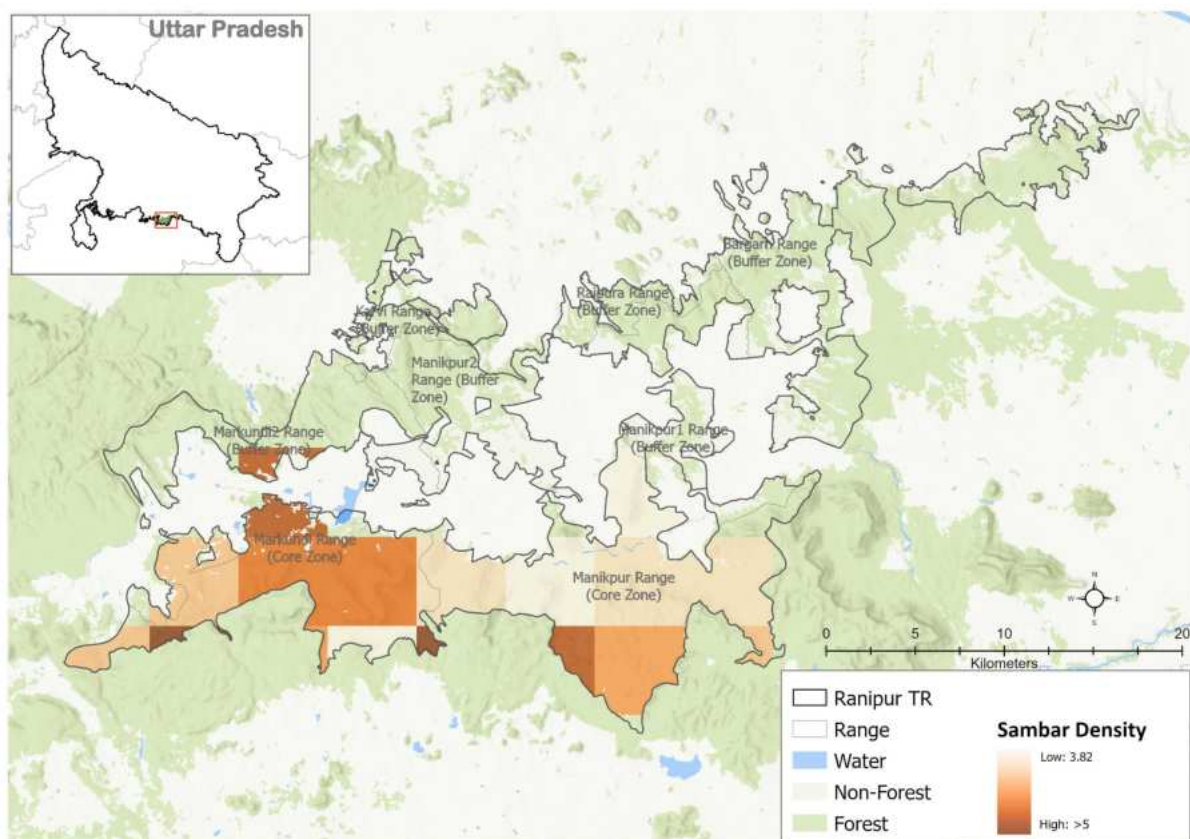 Uttar Pradesh
Bargarh Range
(Buffer Zone)
Raipura Range
(Buffer Zone)
Karvi Range
(Buffer Zone)
Manikpur2
Range (Buffer
Zone)
Markundi2 Range
(Buffer Zone)
Manikpur1 Range
(Buffer Zone)
Markundi Range
(Core Zone)
Manikpur Range
(Core Zone)
N
W E
S
0 5 10 15 20
Kilometers
Ranipur TR
Range
Water
Non-Forest
Forest
Sambar Density
Low: 3.82
High: >5